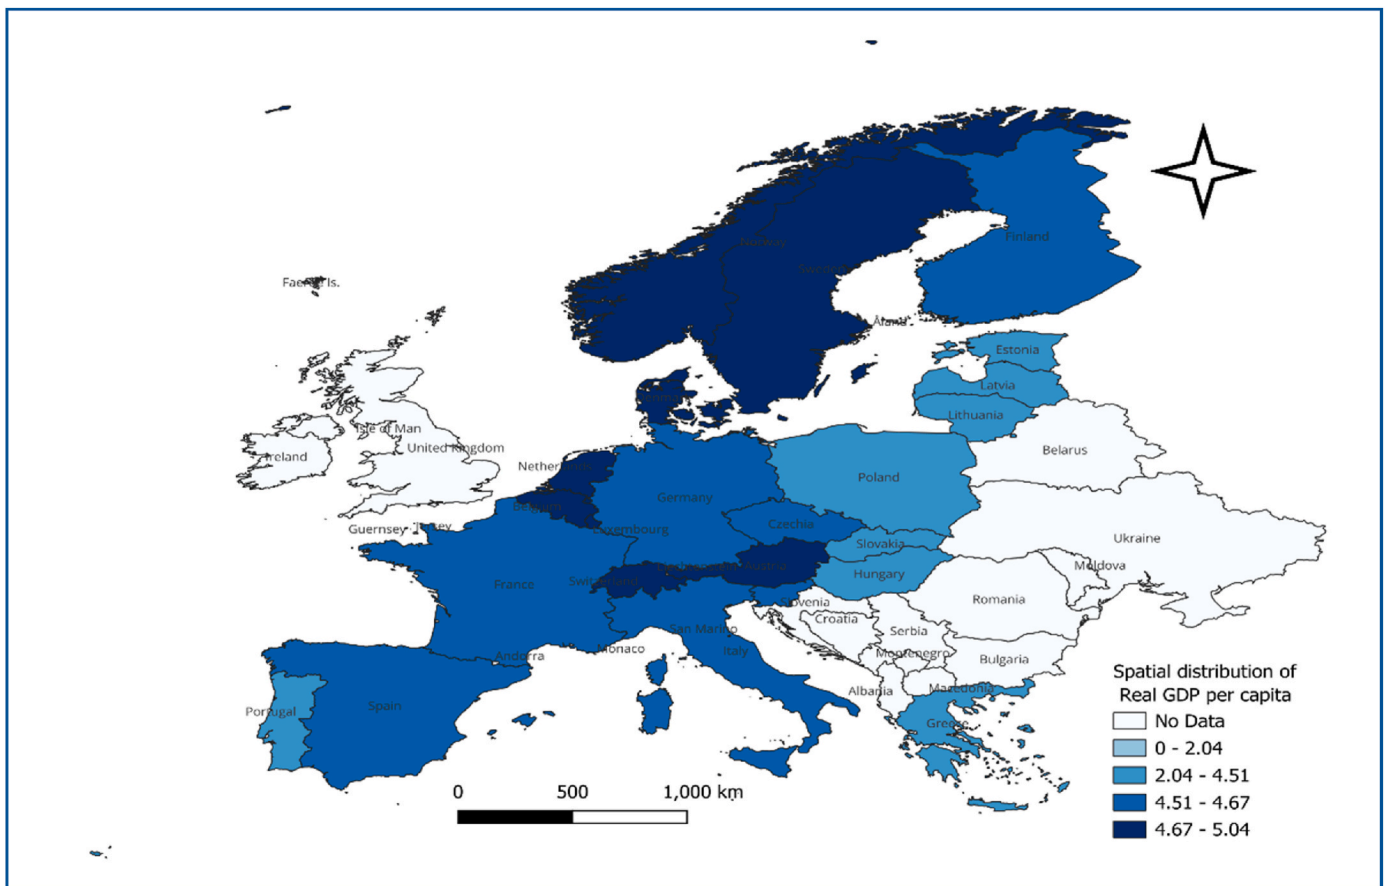 Norway
Finland
Sweden
Faeroe Is.
Åland
Estonia
Latvia
Denmark
Lithuania
Isle of Man
United Kingdom
Belarus
Ireland
Netherlands
Poland
Germany
Belgium
Guernsey
Jersey
Luxembourg
Czechia
Ukraine
Slovakia
Liechtenstein
Austria
Moldova
Hungary
France
Switzerland
Slovenia
Romania
Croatia
San Marino
Serbia
Monaco
Italy
Montenegro
Andorra
Bulgaria
Albania
Macedonia
Portugal
Spain
Greece
Spatial distribution of
Real GDP per capita
No Data
0 - 2.04
2.04 - 4.51
4.51 - 4.67
4.67 - 5.04
0 500 1,000 km